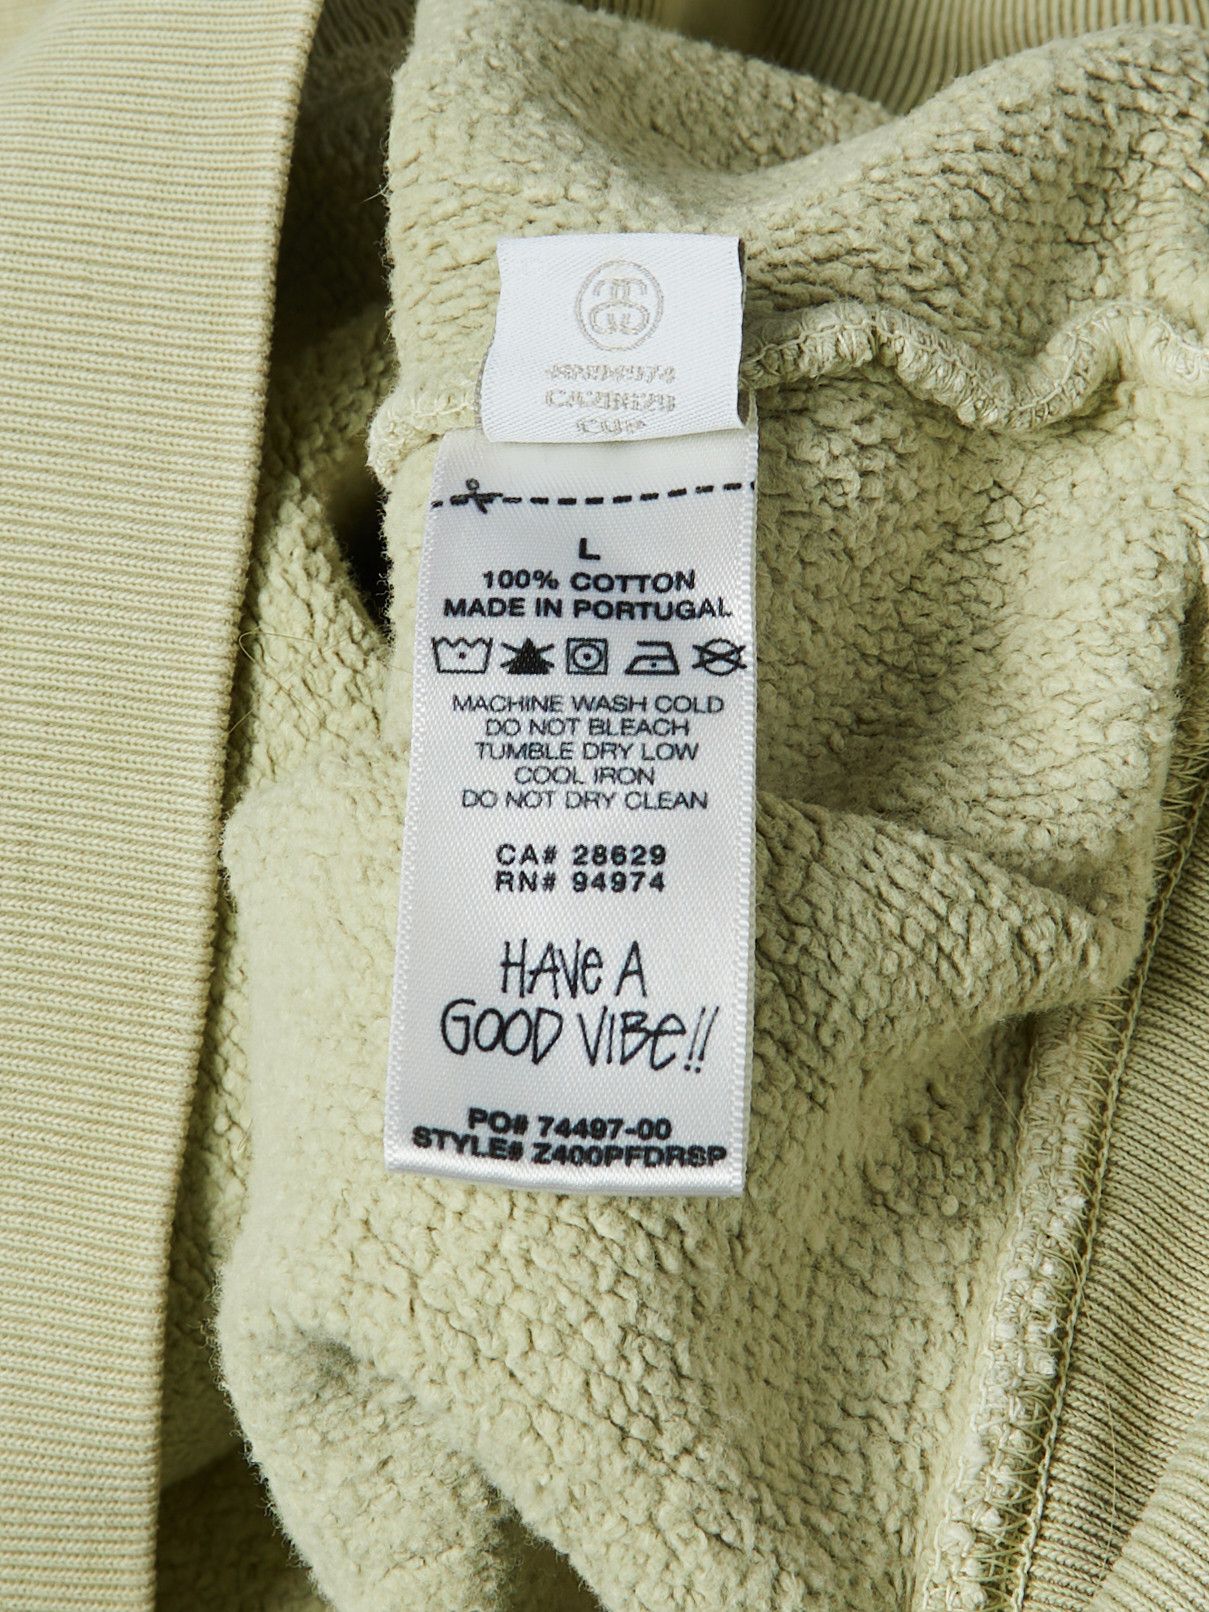 L
100% COTTON
MADE IN PORTUGAL
MACHINE WASH COLD
DO NOT BLEACH
TUMBLE DRY LOW
COOL IRON
DO NOT DRY CLEAN
CA# 28629
RN# 94974
HAVE A
GOOD VIBE!!
PO# 74497-00
STYLE# Z400PFDRSP